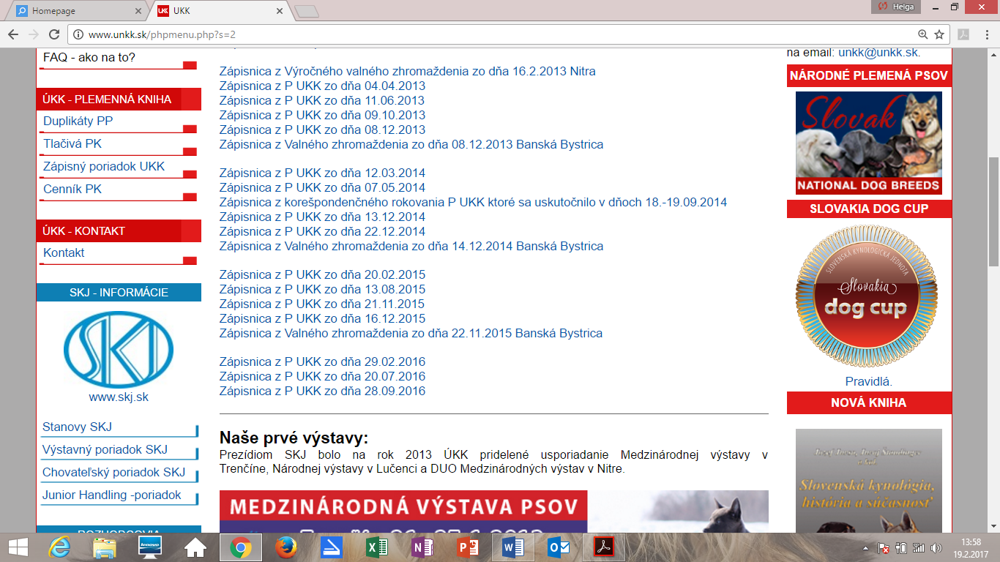 Homepage
UKK
Helga
www.unkk.sk/phpmenu.php?s=2
FAQ - ako na to?
ÚKK - PLEMENNÁ KNIHA
Duplikáty PP
Tlačivá PK
Zápisný poriadok UKK
Cenník PK
ÚKK - KONTAKT
Kontakt
SKJ - INFORMÁCIE
SKJ
www.skj.sk
Stanovy SKJ
Výstavný poriadok SKJ
Chovateľský poriadok SKJ
Junior Handling -poriadok
Zápisnica z Výročného valného zhromaždenia zo dňa 16.2.2013 Nitra
Zápisnica z P UKK zo dňa 04.04.2013
Zápisnica z P UKK zo dňa 11.06.2013
Zápisnica z P UKK zo dňa 09.10.2013
Zápisnica z P UKK zo dňa 08.12.2013
Zápisnica z Valného zhromaždenia zo dňa 08.12.2013 Banská Bystrica
Zápisnica z P UKK zo dňa 12.03.2014
Zápisnica z P UKK zo dňa 07.05.2014
Zápisnica z korešpondenčného rokovania P UKK ktoré sa uskutočnilo v dňoch 18.-19.09.2014
Zápisnica z P UKK zo dňa 13.12.2014
Zápisnica z P UKK zo dňa 22.12.2014
Zápisnica z Valného zhromaždenia zo dňa 14.12.2014 Banská Bystrica
Zápisnica z P UKK zo dňa 20.02.2015
Zápisnica z P UKK zo dňa 13.08.2015
Zápisnica z P UKK zo dňa 21.11.2015
Zápisnica z P UKK zo dňa 16.12.2015
Zápisnica z Valného zhromaždenia zo dňa 22.11.2015 Banská Bystrica
Zápisnica z P UKK zo dňa 29.02.2016
Zápisnica z P UKK zo dňa 20.07.2016
Zápisnica z P UKK zo dňa 28.09.2016
Naše prvé výstavy:
Prezídiom SKJ bolo na rok 2013 ÚKK pridelené usporiadanie Medzinárodnej výstavy v
Trenčíne, Národnej výstavy v Lučenci a DUO Medzinárodných výstav v Nitre.
MEDZINÁRODNÁ VÝSTAVA PSOV
na email: unkk@unkk.sk.
NÁRODNÉ PLEMENÁ PSOV
Slovak
NATIONAL DOG BREEDS
SLOVAKIA DOG CUP
SLOVENSKÁ KYNOLOGICKÁ JEDNOTA
Slovakia
dog cup
Pravidlá.
NOVÁ KNIHA
Slovenská kynológia,
história a súčasnosť
lenovo
13:58
19.2.2017